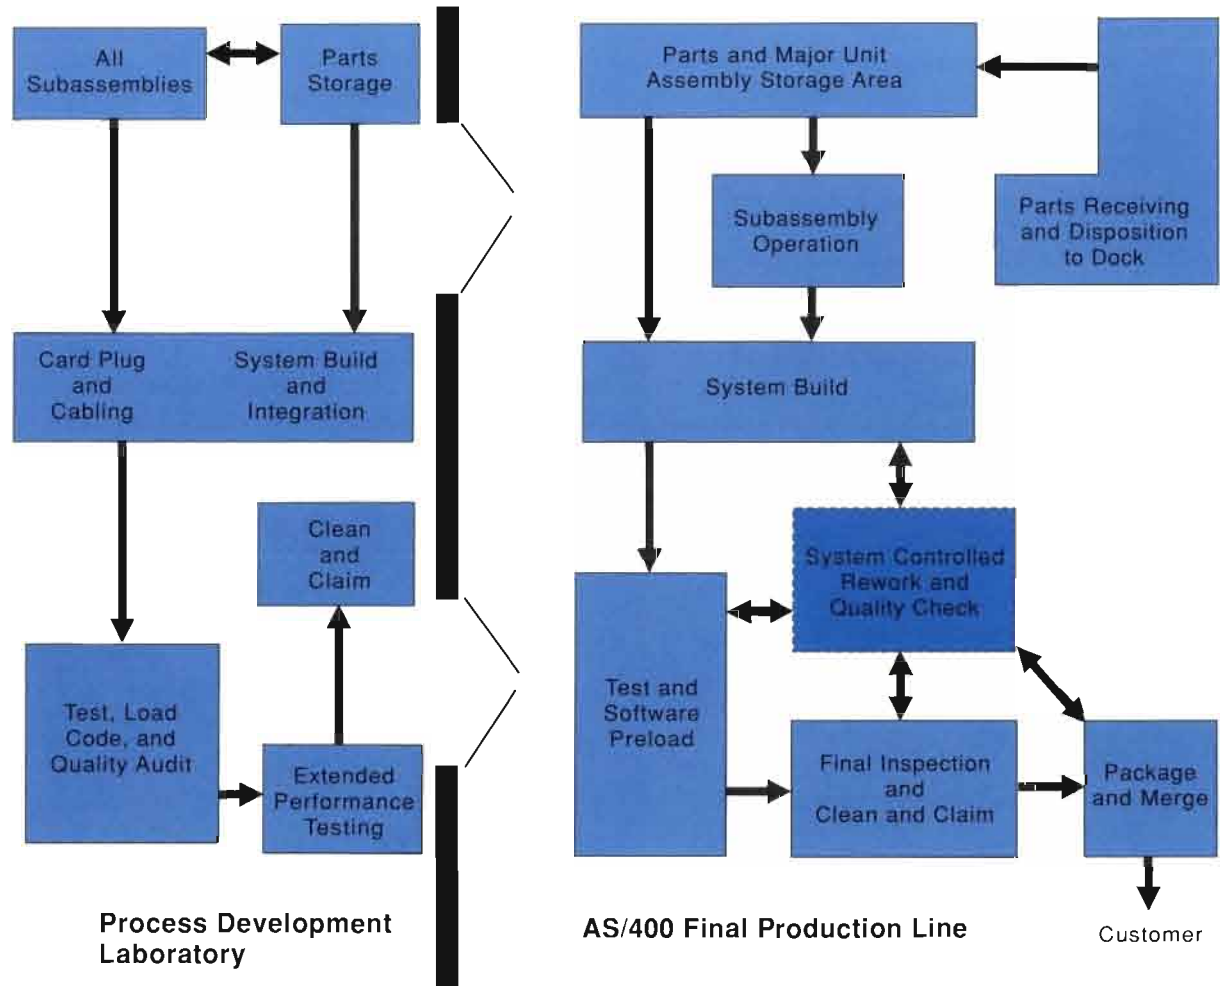 All
Subassemblies
Parts
Storage
Card Plug
and
Cabling
System Build
and
Integration
Clean
and
Claim
Test, Load
Code, and
Quality Audit
Extended
Performance
Testing
Process Development
Laboratory
Parts and Major Unit
Assembly Storage Area
Subassembly
Operation
Parts Receiving
and Disposition
to Dock
System Build
System Controlled
Rework and
Quality Check
Test and
Software
Preload
Final Inspection
and
Clean and Claim
Package
and Merge
AS/400 Final Production Line
Customer